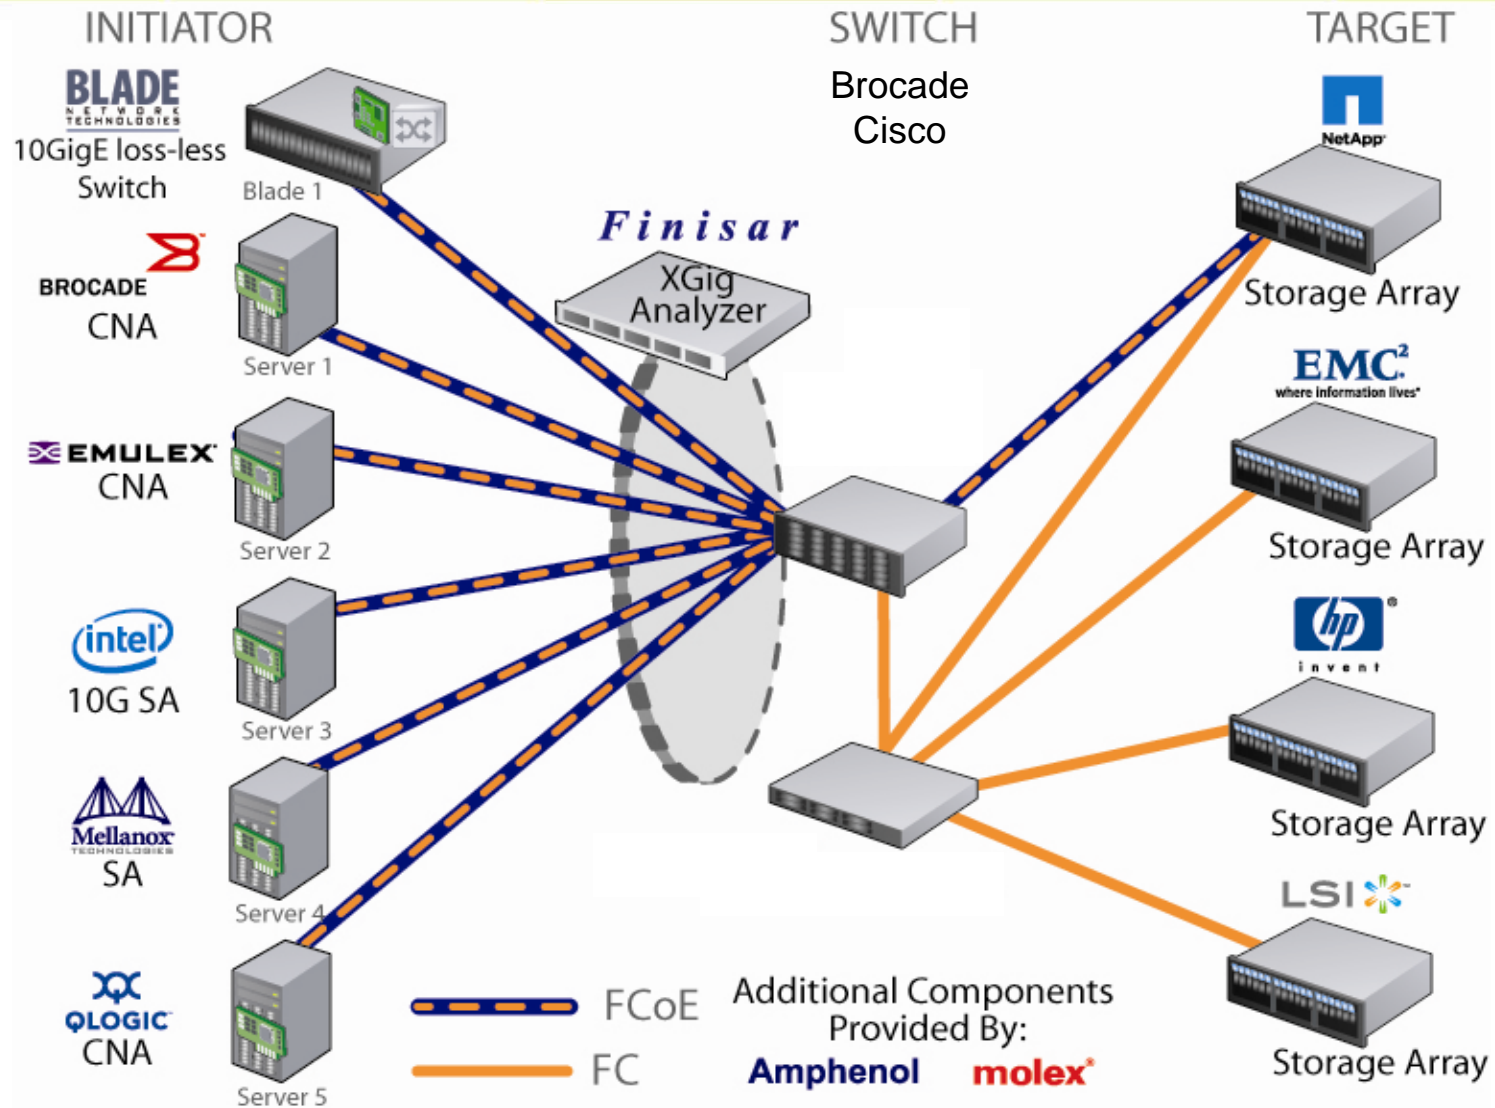 INITIATOR
SWITCH
TARGET
BLADE
NETWORK
TECHNOLOGIES
10GigE loss-less
Switch
Blade 1
Brocade
Cisco
NetApp
Storage Array
Finisar
XGig
Analyzer
BROCADE
CNA
Server 1
EMC²
where information lives®
Storage Array
EMULEX
CNA
Server 2
intel
10G SA
Server 3
hp
invent
Storage Array
Mellanox
TECHNOLOGIES
SA
Server 4
LSI
Storage Array
QLOGIC
CNA
Server 5
FCoE
FC
Additional Components
Provided By:
Amphenol
molex®